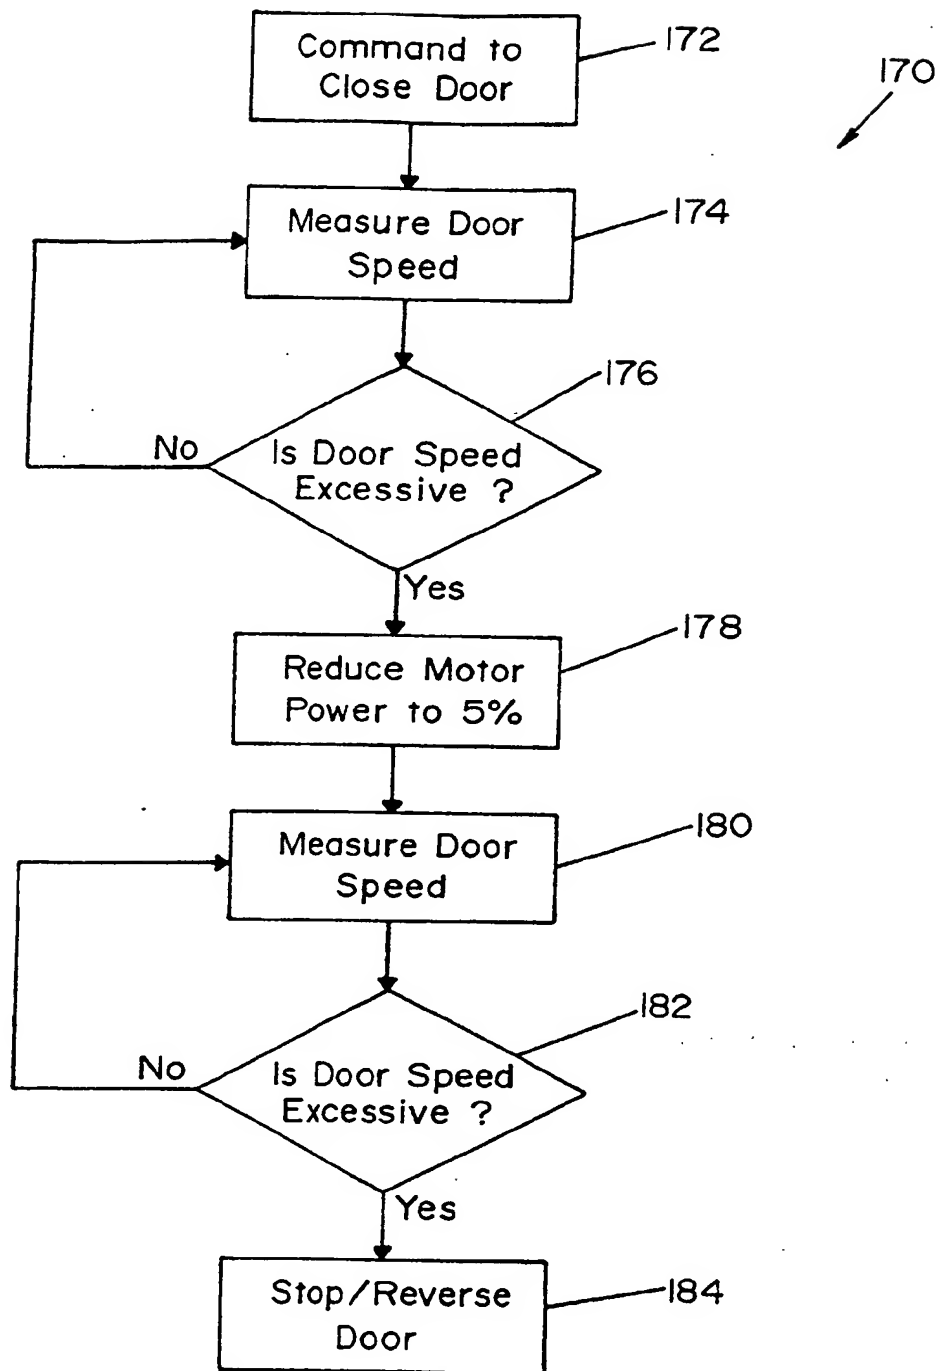 Command to
Close Door
172
170
Measure Door
Speed
174
176
Is Door Speed
Excessive ?
No
Yes
178
Reduce Motor
Power to 5%
180
Measure Door
Speed
182
Is Door Speed
Excessive ?
No
Yes
Stop/Reverse
Door
184